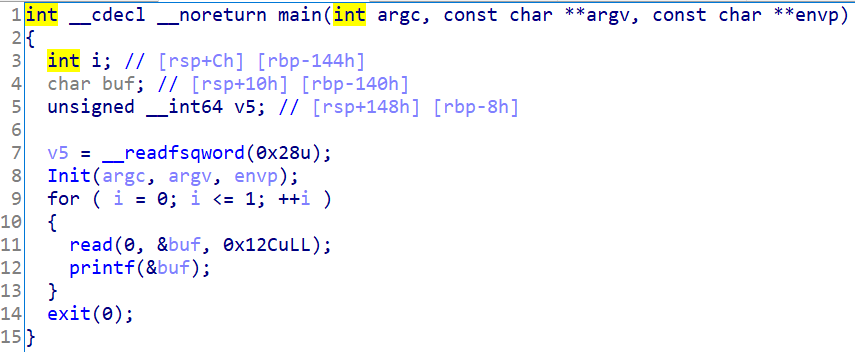 1 int __cdecl __noreturn main(int argc, const char **argv, const char **envp)
2 {
3   int i; // [rsp+Ch] [rbp-144h]
4   char buf; // [rsp+10h] [rbp-140h]
5   unsigned __int64 v5; // [rsp+148h] [rbp-8h]
6
7   v5 = __readfsqword(0x28u);
8   Init(argc, argv, envp);
9   for ( i = 0; i <= 1; ++i )
10   {
11     read(0, &buf, 0x12CuLL);
12     printf(&buf);
13   }
14   exit(0);
15 }